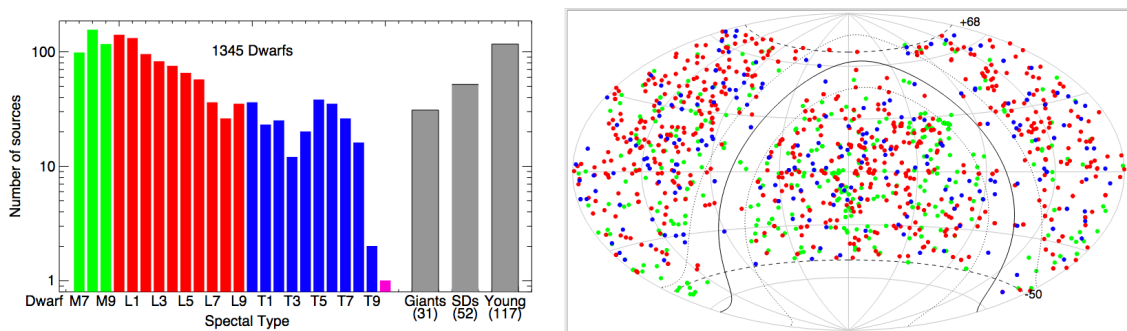 1345 Dwarfs
Number of sources
100
10
1
Dwarf M7 M9 L1 L3 L5 L7 L9 T1 T3 T5 T7 T9 Giants SDs Young
(31) (52) (117)
Spectal Type
+68
-50